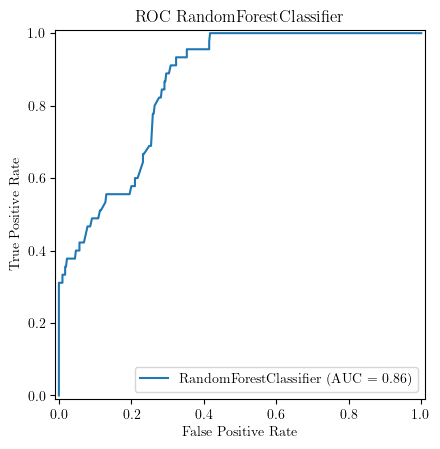 ROC RandomForestClassifier
1.0
0.8
0.6
0.4
0.2
0.0
True Positive Rate
RandomForestClassifier (AUC = 0.86)
0.0 0.2 0.4 0.6 0.8 1.0
False Positive Rate